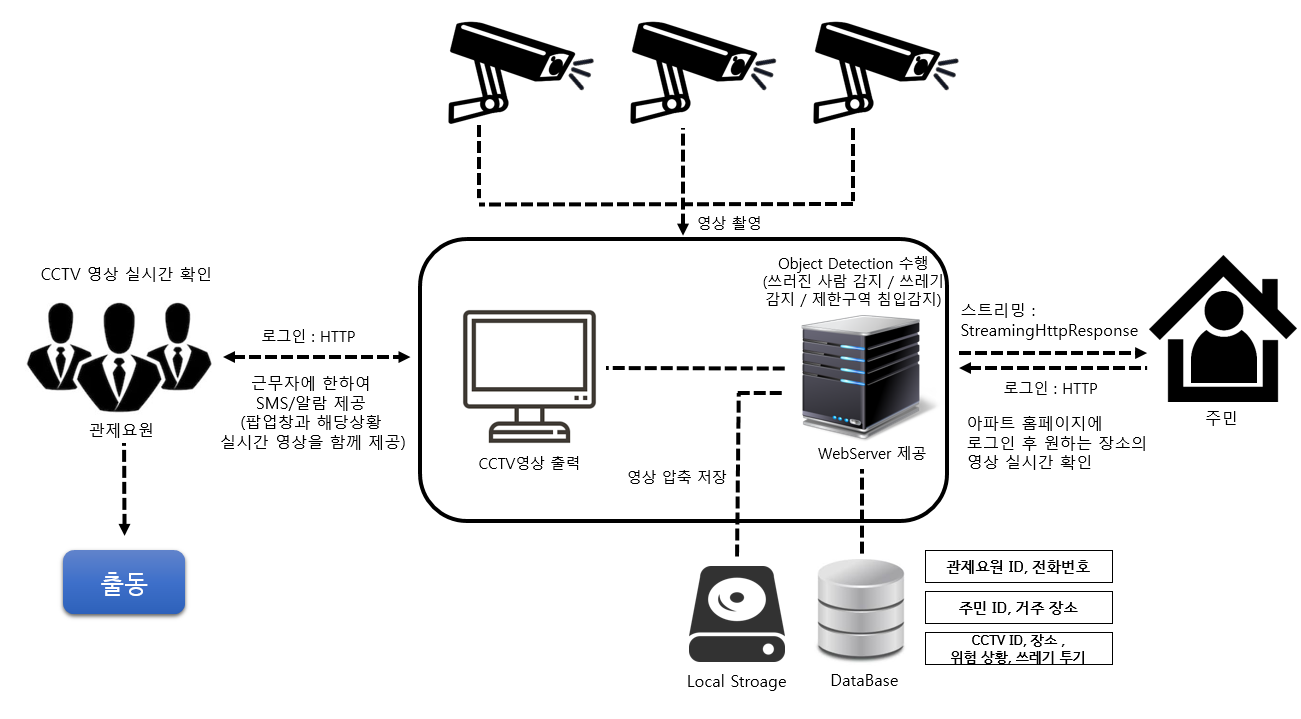 영상 촬영
CCTV 영상 실시간 확인
관제요원
출동
로그인 : HTTP
근무자에 한하여
SMS/알람 제공
(팝업창과 해당상황
실시간 영상을 함께 제공)
Object Detection 수행
(쓰러진 사람 감지 / 쓰레기
감지 / 제한구역 침입감지)
CCTV영상 출력
WebServer 제공
영상 압축 저장
스트리밍 :
StreamingHttpResponse
로그인 : HTTP
아파트 홈페이지에
로그인 후 원하는 장소의
영상 실시간 확인
주민
Local Stroage
DataBase
관제요원 ID, 전화번호
주민 ID, 거주 장소
CCTV ID, 장소 ,
위험 상황, 쓰레기 투기